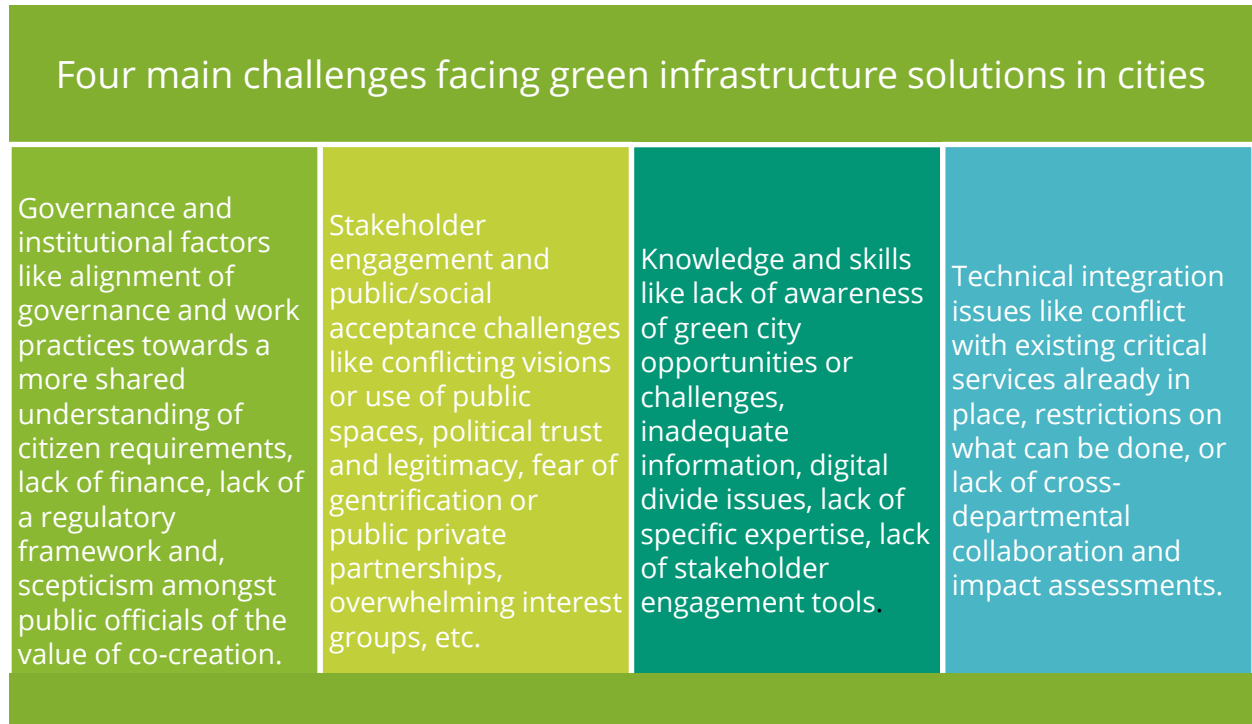 Four main challenges facing green infrastructure solutions in cities
Governance and
institutional factors
like alignment of
governance and work
practices towards a
more shared
understanding of
citizen requirements,
lack of finance, lack of
a regulatory
framework and,
scepticism amongst
public officials of the
value of co-creation.
Stakeholder
engagement and
public/social
acceptance challenges
like conflicting visions
or use of public
spaces, political trust
and legitimacy, fear of
gentrification or
public private
partnerships,
overwhelming interest
groups, etc.
Knowledge and skills
like lack of awareness
of green city
opportunities or
challenges,
inadequate
information, digital
divide issues, lack of
specific expertise, lack
of stakeholder
engagement tools.
Technical integration
issues like conflict
with existing critical
services already in
place, restrictions on
what can be done, or
lack of cross-
departmental
collaboration and
impact assessments.